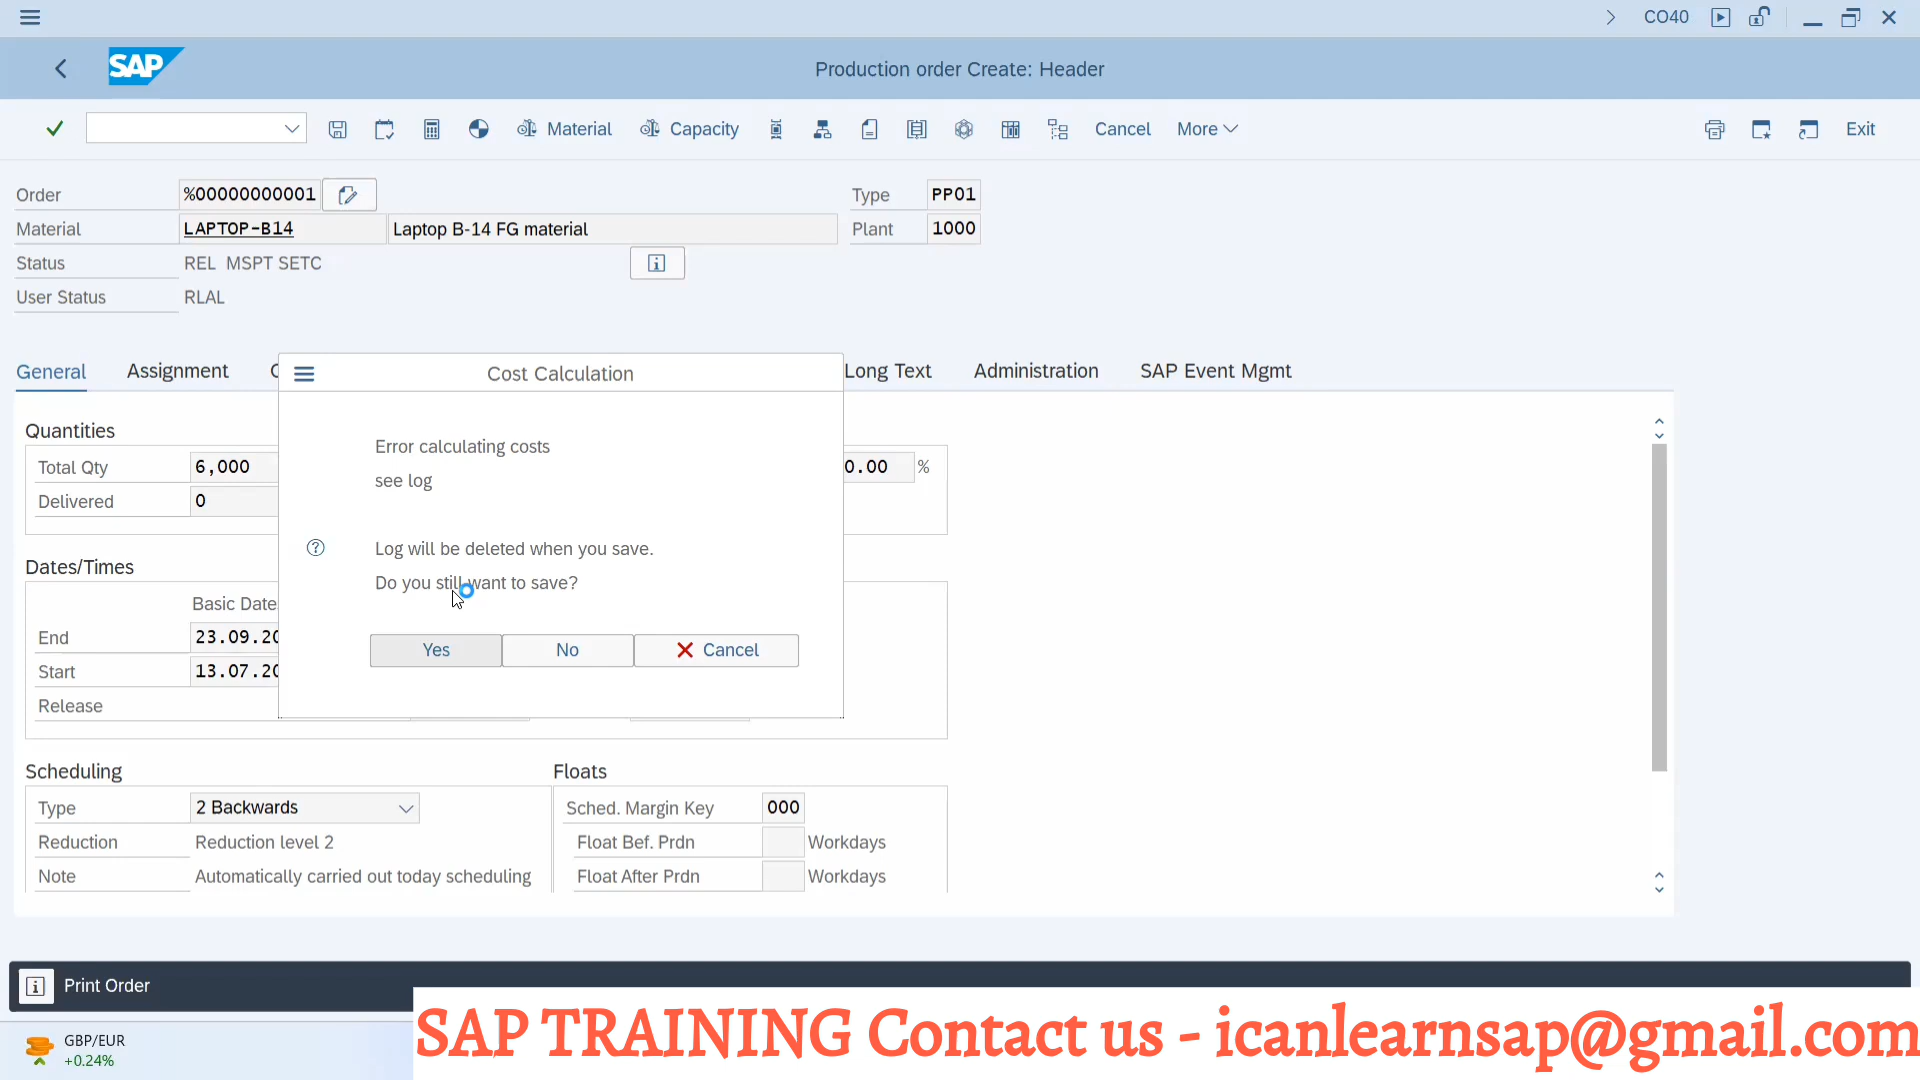 CO40
SAP
Production order Create: Header
Material
Capacity
Cancel
More
Exit
Order
%00000000001
Type
PP01
Material
LAPTOP-B14
Laptop B-14 FG material
Plant
1000
Status
REL MSPT SETC
User Status
RLAL
General
Assignment
Long Text
Administration
SAP Event Mgmt
Cost Calculation
Quantities
Total Qty
6,000
0.00
%
Delivered
0
Error calculating costs
see log
Log will be deleted when you save.
Do you still want to save?
Yes
No
Cancel
Dates/Times
Basic Date
End
23.09.20
Start
13.07.20
Release
Scheduling
Type
2 Backwards
Reduction
Reduction level 2
Note
Automatically carried out today scheduling
Floats
Sched. Margin Key
000
Float Bef. Prdn
Workdays
Float After Prdn
Workdays
Print Order
GBP/EUR
+0.24%
SAP TRAINING Contact us - icanlearnsap@gmail.com